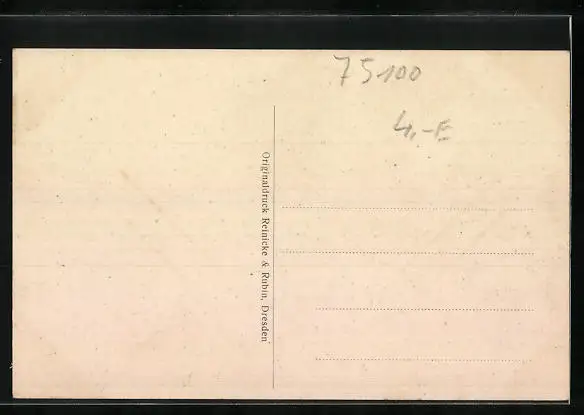 75100
4,-E
Originaldruck Reinicke & Rubin, Dresden